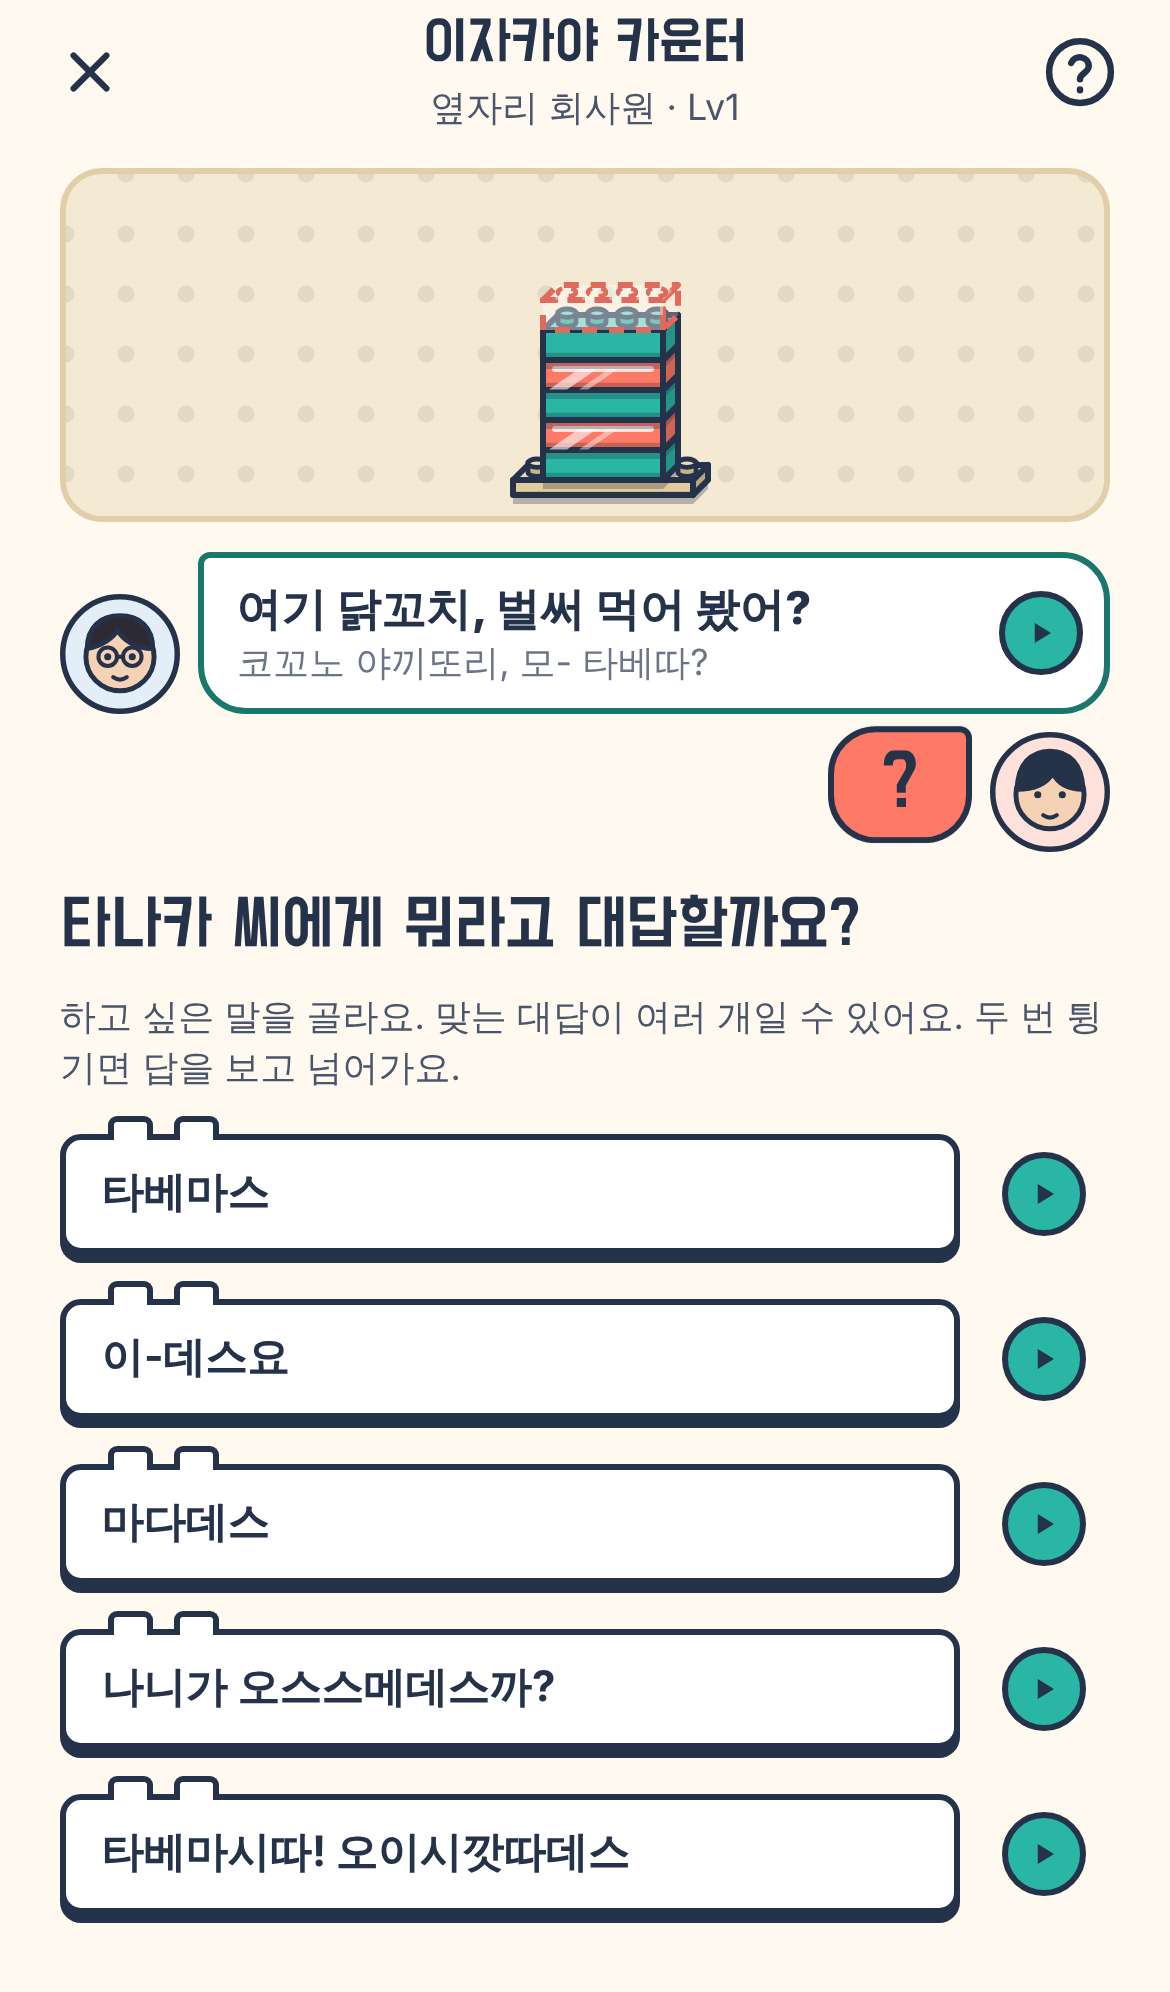 이자카야 카운터
옆자리 회사원 · Lv1
여기 닭꼬치, 벌써 먹어 봤어?
코꼬노 야끼또리, 모- 타베따?
?
타나카 씨에게 뭐라고 대답할까요?
하고 싶은 말을 골라요. 맞는 대답이 여러 개일 수 있어요. 두 번 튕
기면 답을 보고 넘어가요.
타베마스
이-데스요
마다데스
나니가 오스스메데스까?
타베마시따! 오이시깟따데스